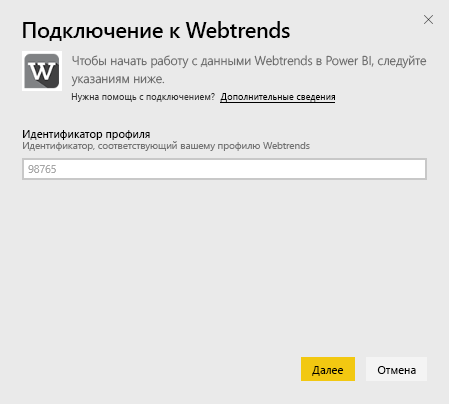 Подключение к Webtrends
W
Чтобы начать работу с данными Webtrends в Power BI, следуйте
указаниям ниже.
Нужна помощь с подключением? Дополнительные сведения
Идентификатор профиля
Идентификатор, соответствующий вашему профилю Webtrends
98765
Далее Отмена